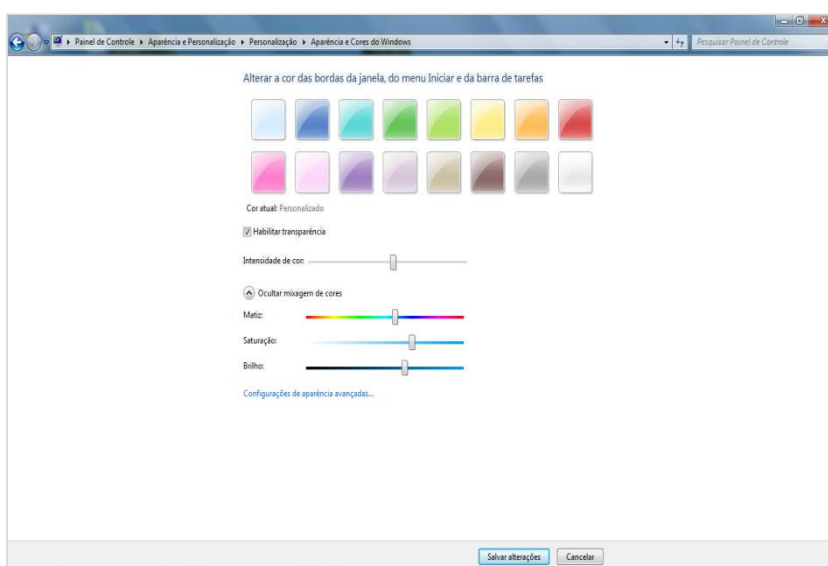 Painel de Controle Aparência e Personalização Personalização Aparência e Cores do Windows Pesquisar Painel de Controle
Alterar a cor das bordas da janela, do menu Iniciar e da barra de tarefas
Cor atual: Personalizado
Habilitar transparência
Intensidade de cor:
Ocultar mixagem de cores
Matiz:
Saturação:
Brilho:
Configurações de aparência avançadas...
Salvar alterações Cancelar